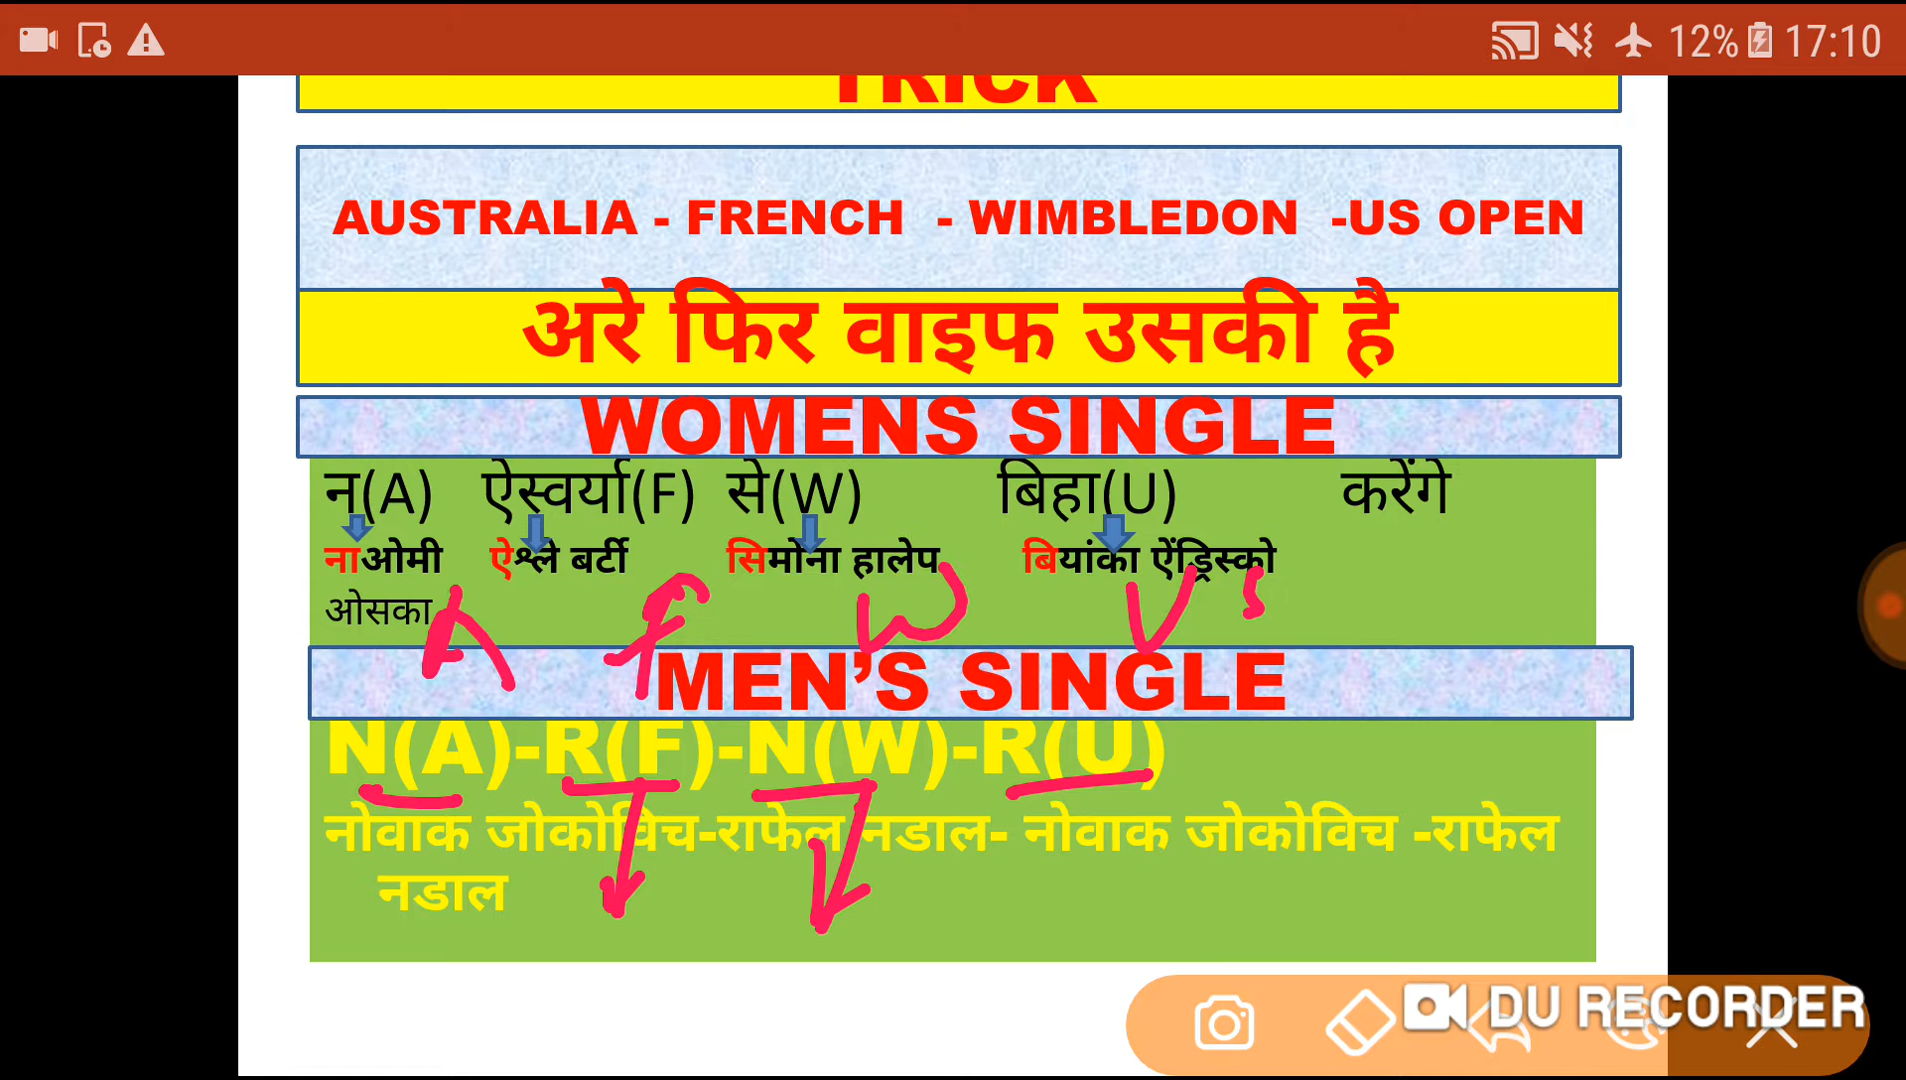 12% 17:10
TRICK
AUSTRALIA - FRENCH - WIMBLEDON -US OPEN
अरे फिर वाइफ उसकी है
WOMENS SINGLE
न(A) ऐस्वर्या(F) से(W) बिहा(U) करेंगे
नाओमी ऐश्ले बर्टी सिमोना हालेप बियांका ऐंड्रिस्को
ओसका
A F W U S
MEN’S SINGLE
N(A)-R(F)-N(W)-R(U)
नोवाक जोकोविच-राफेल नडाल- नोवाक जोकोविच -राफेल
नडाल
DU RECORDER